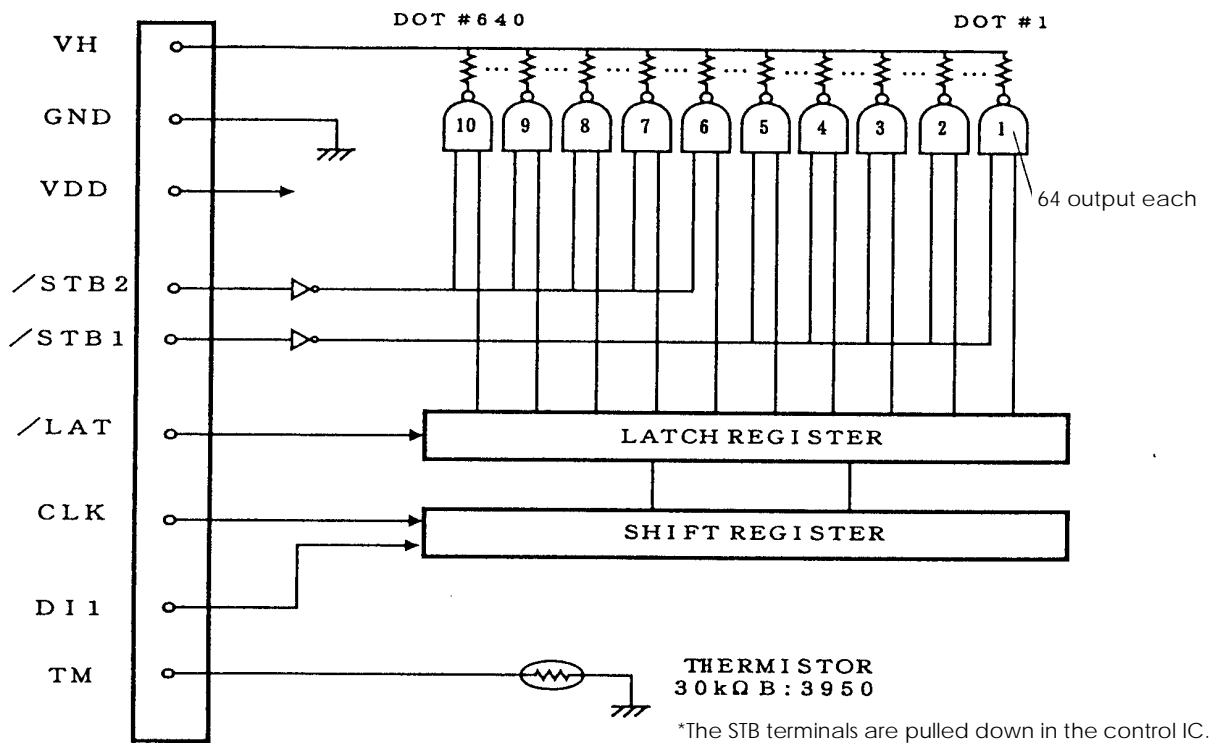 DOT #640
DOT #1
VH
GND
VDD
/STB2
/STB1
/LAT
CLK
DI1
TM
10 9 8 7 6 5 4 3 2 1
64 output each
LATCH REGISTER
SHIFT REGISTER
THERMISTOR
30kΩ B:3950
*The STB terminals are pulled down in the control IC.